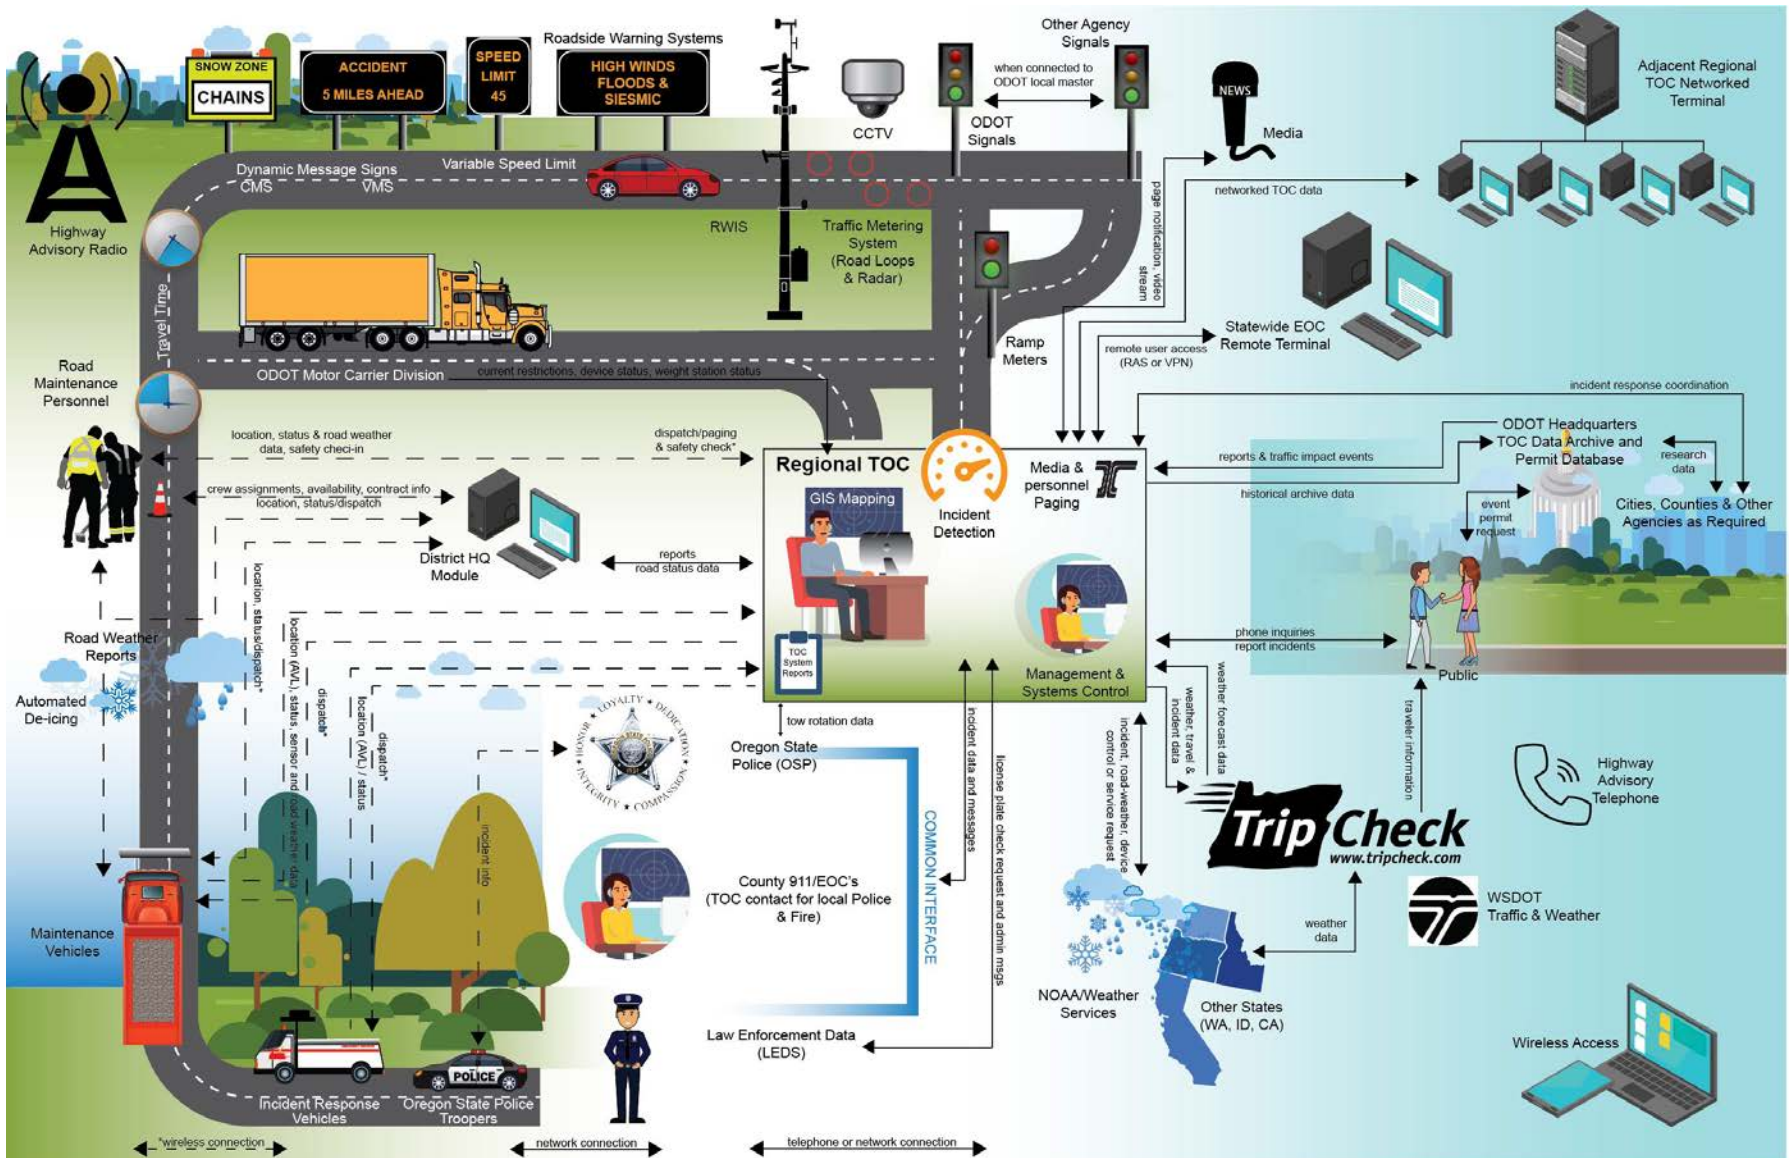 SNOW ZONE
CHAINS
ACCIDENT
5 MILES AHEAD
SPEED
LIMIT
45
Roadside Warning Systems
HIGH WINDS
FLOODS &
SIESMIC
CCTV
Other Agency
Signals
when connected to
ODOT local master
ODOT
Signals
NEWS
Media
Adjacent Regional
TOC Networked
Terminal
Highway
Advisory Radio
Dynamic Message Signs
CMS
VMS
Variable Speed Limit
RWIS
Traffic Metering
System
(Road Loops
& Radar)
page notification, video
stream
networked TOC data
Travel Time
Ramp
Meters
Statewide EOC
Remote Terminal
remote user access
(RAS or VPN)
Road
Maintenance
Personnel
ODOT Motor Carrier Division
current restrictions, device status, weight station status
incident response coordination
location, status & road weather
data, safety checi-in
dispatch/paging
& safety check*
Regional TOC
GIS Mapping
Incident
Detection
Media &
personnel
Paging
reports & traffic impact events
historical archive data
ODOT Headquarters
TOC Data Archive and
Permit Database
research
data
event
permit
request
Cities, Counties & Other
Agencies as Required
crew assignments, availability, contract info
location, status/dispatch
District HQ
Module
reports
road status data
location, status/dispatch*
Road Weather
Reports
Automated
De-icing
location (AVL), status, sensor and road weather data
dispatch*
location (AVL) / status
dispatch*
TOC
System
Reports
Management &
Systems Control
phone inquiries
report incidents
Public
HONOR ★ LOYALTY ★ DEDICATION
INTEGRITY ★ COMPASSION
incident info
tow rotation data
Oregon State
Police (OSP)
COMMON INTERFACE
incident data and messages
license plate check request and admin msgs
incident, road-weather, device
control or service request
weather, travel &
incident data
weather forecast data
traveler information
Highway
Advisory
Telephone
Trip Check
www.tripcheck.com
County 911/EOC's
(TOC contact for local Police
& Fire)
WSDOT
Traffic & Weather
weather
data
Maintenance
Vehicles
NOAA/Weather
Services
Other States
(WA, ID, CA)
Law Enforcement Data
(LEDS)
Wireless Access
POLICE
Incident Response
Vehicles
Oregon State Police
Troopers
*wireless connection
network connection
telephone or network connection